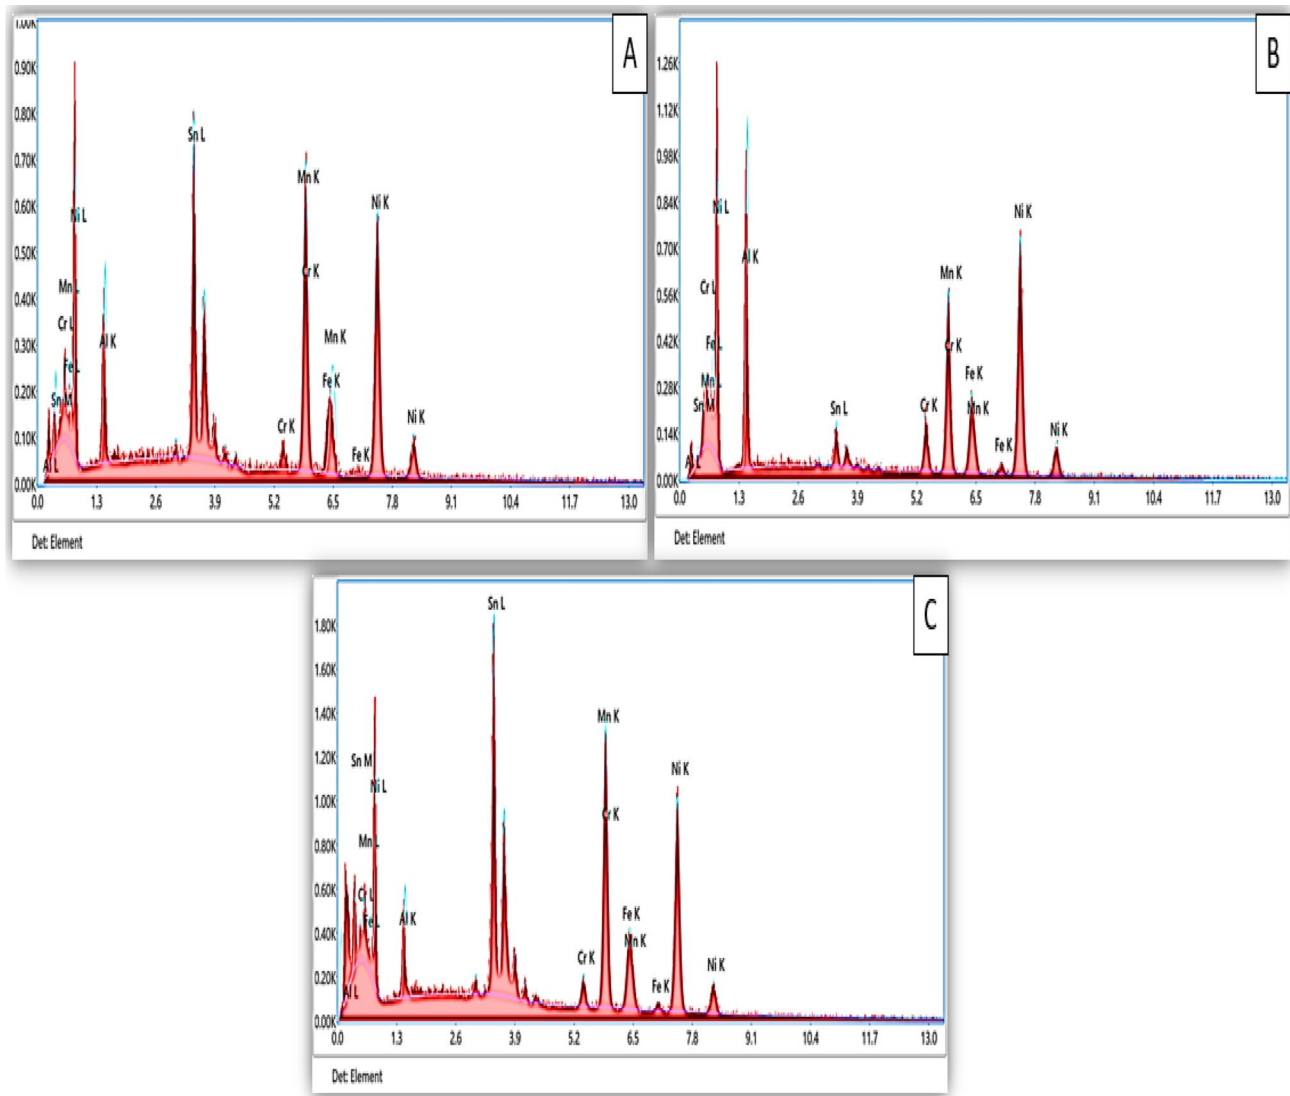 A
1.00K
0.90K
0.80K
0.70K
0.60K
0.50K
0.40K
0.30K
0.20K
0.10K
0.00K
Sn L
Mn K
Ni K
Ni L
Cr K
Mn L
Cr L
Mn K
Al K
Fe L
Fe K
Sn M
Ni K
Cr K
Fe K
Al L
0.0 1.3 2.6 3.9 5.2 6.5 7.8 9.1 10.4 11.7 13.0
Det: Element
B
1.26K
1.12K
0.98K
0.84K
0.70K
0.56K
0.42K
0.28K
0.14K
0.00K
Ni L
Ni K
Al K
Mn K
Cr L
Fe L
Cr K
Mn L
Fe K
Sn M
Sn L
Cr K
Mn K
Ni K
Fe K
Al L
0.0 1.3 2.6 3.9 5.2 6.5 7.8 9.1 10.4 11.7 13.0
Det: Element
C
1.80K
1.60K
1.40K
1.20K
1.00K
0.80K
0.60K
0.40K
0.20K
0.00K
Sn L
Mn K
Sn M
Ni K
Ni L
Cr K
Mn L
Cr L
Fe L
Al K
Fe K
Mn K
Cr K
Ni K
Fe K
Al L
0.0 1.3 2.6 3.9 5.2 6.5 7.8 9.1 10.4 11.7 13.0
Det: Element